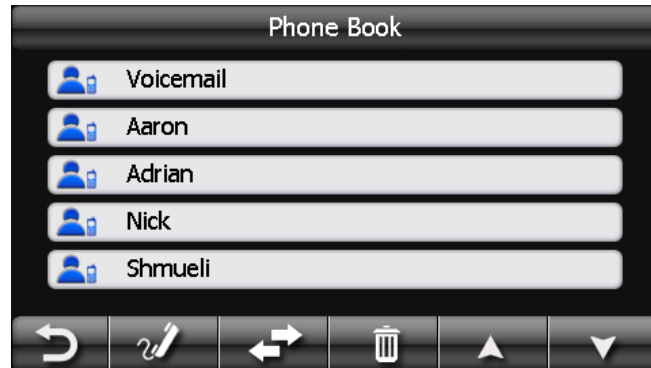 Phone Book
Voicemail
Aaron
Adrian
Nick
Shmueli